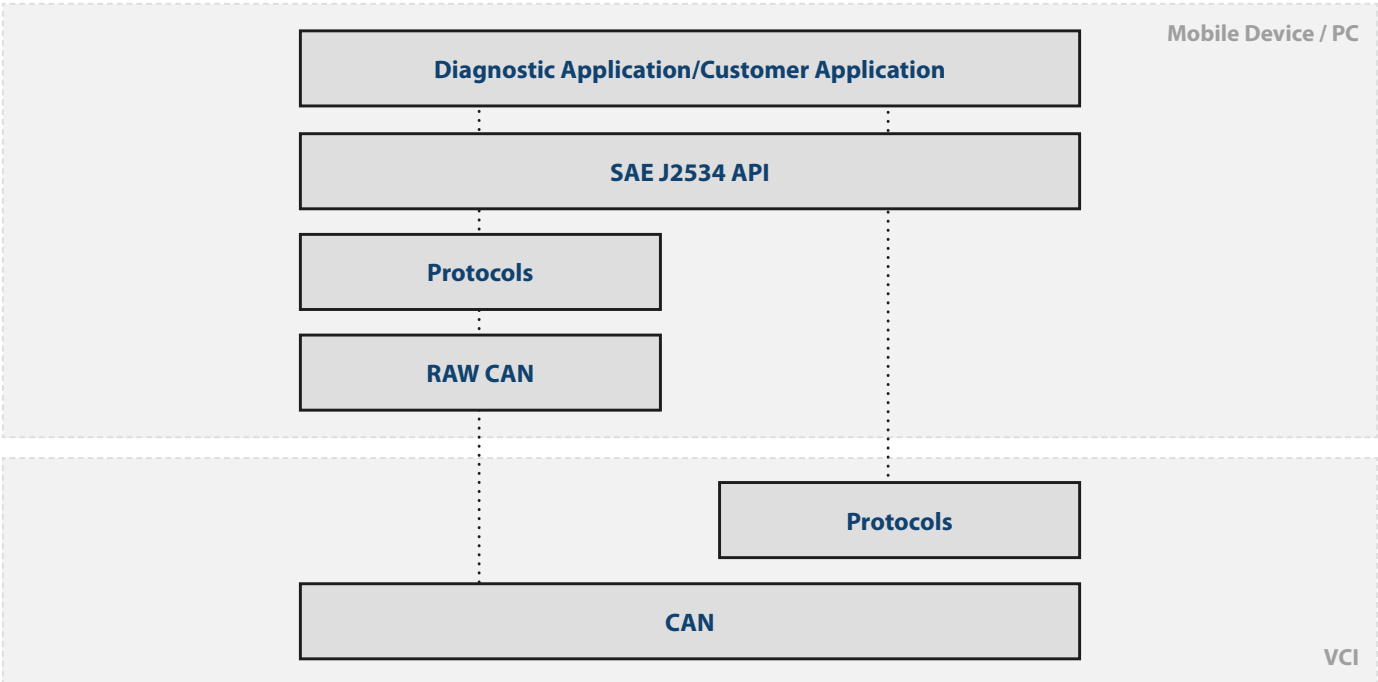 Mobile Device / PC
Diagnostic Application/Customer Application
SAE J2534 API
Protocols
RAW CAN
Protocols
CAN
VCI